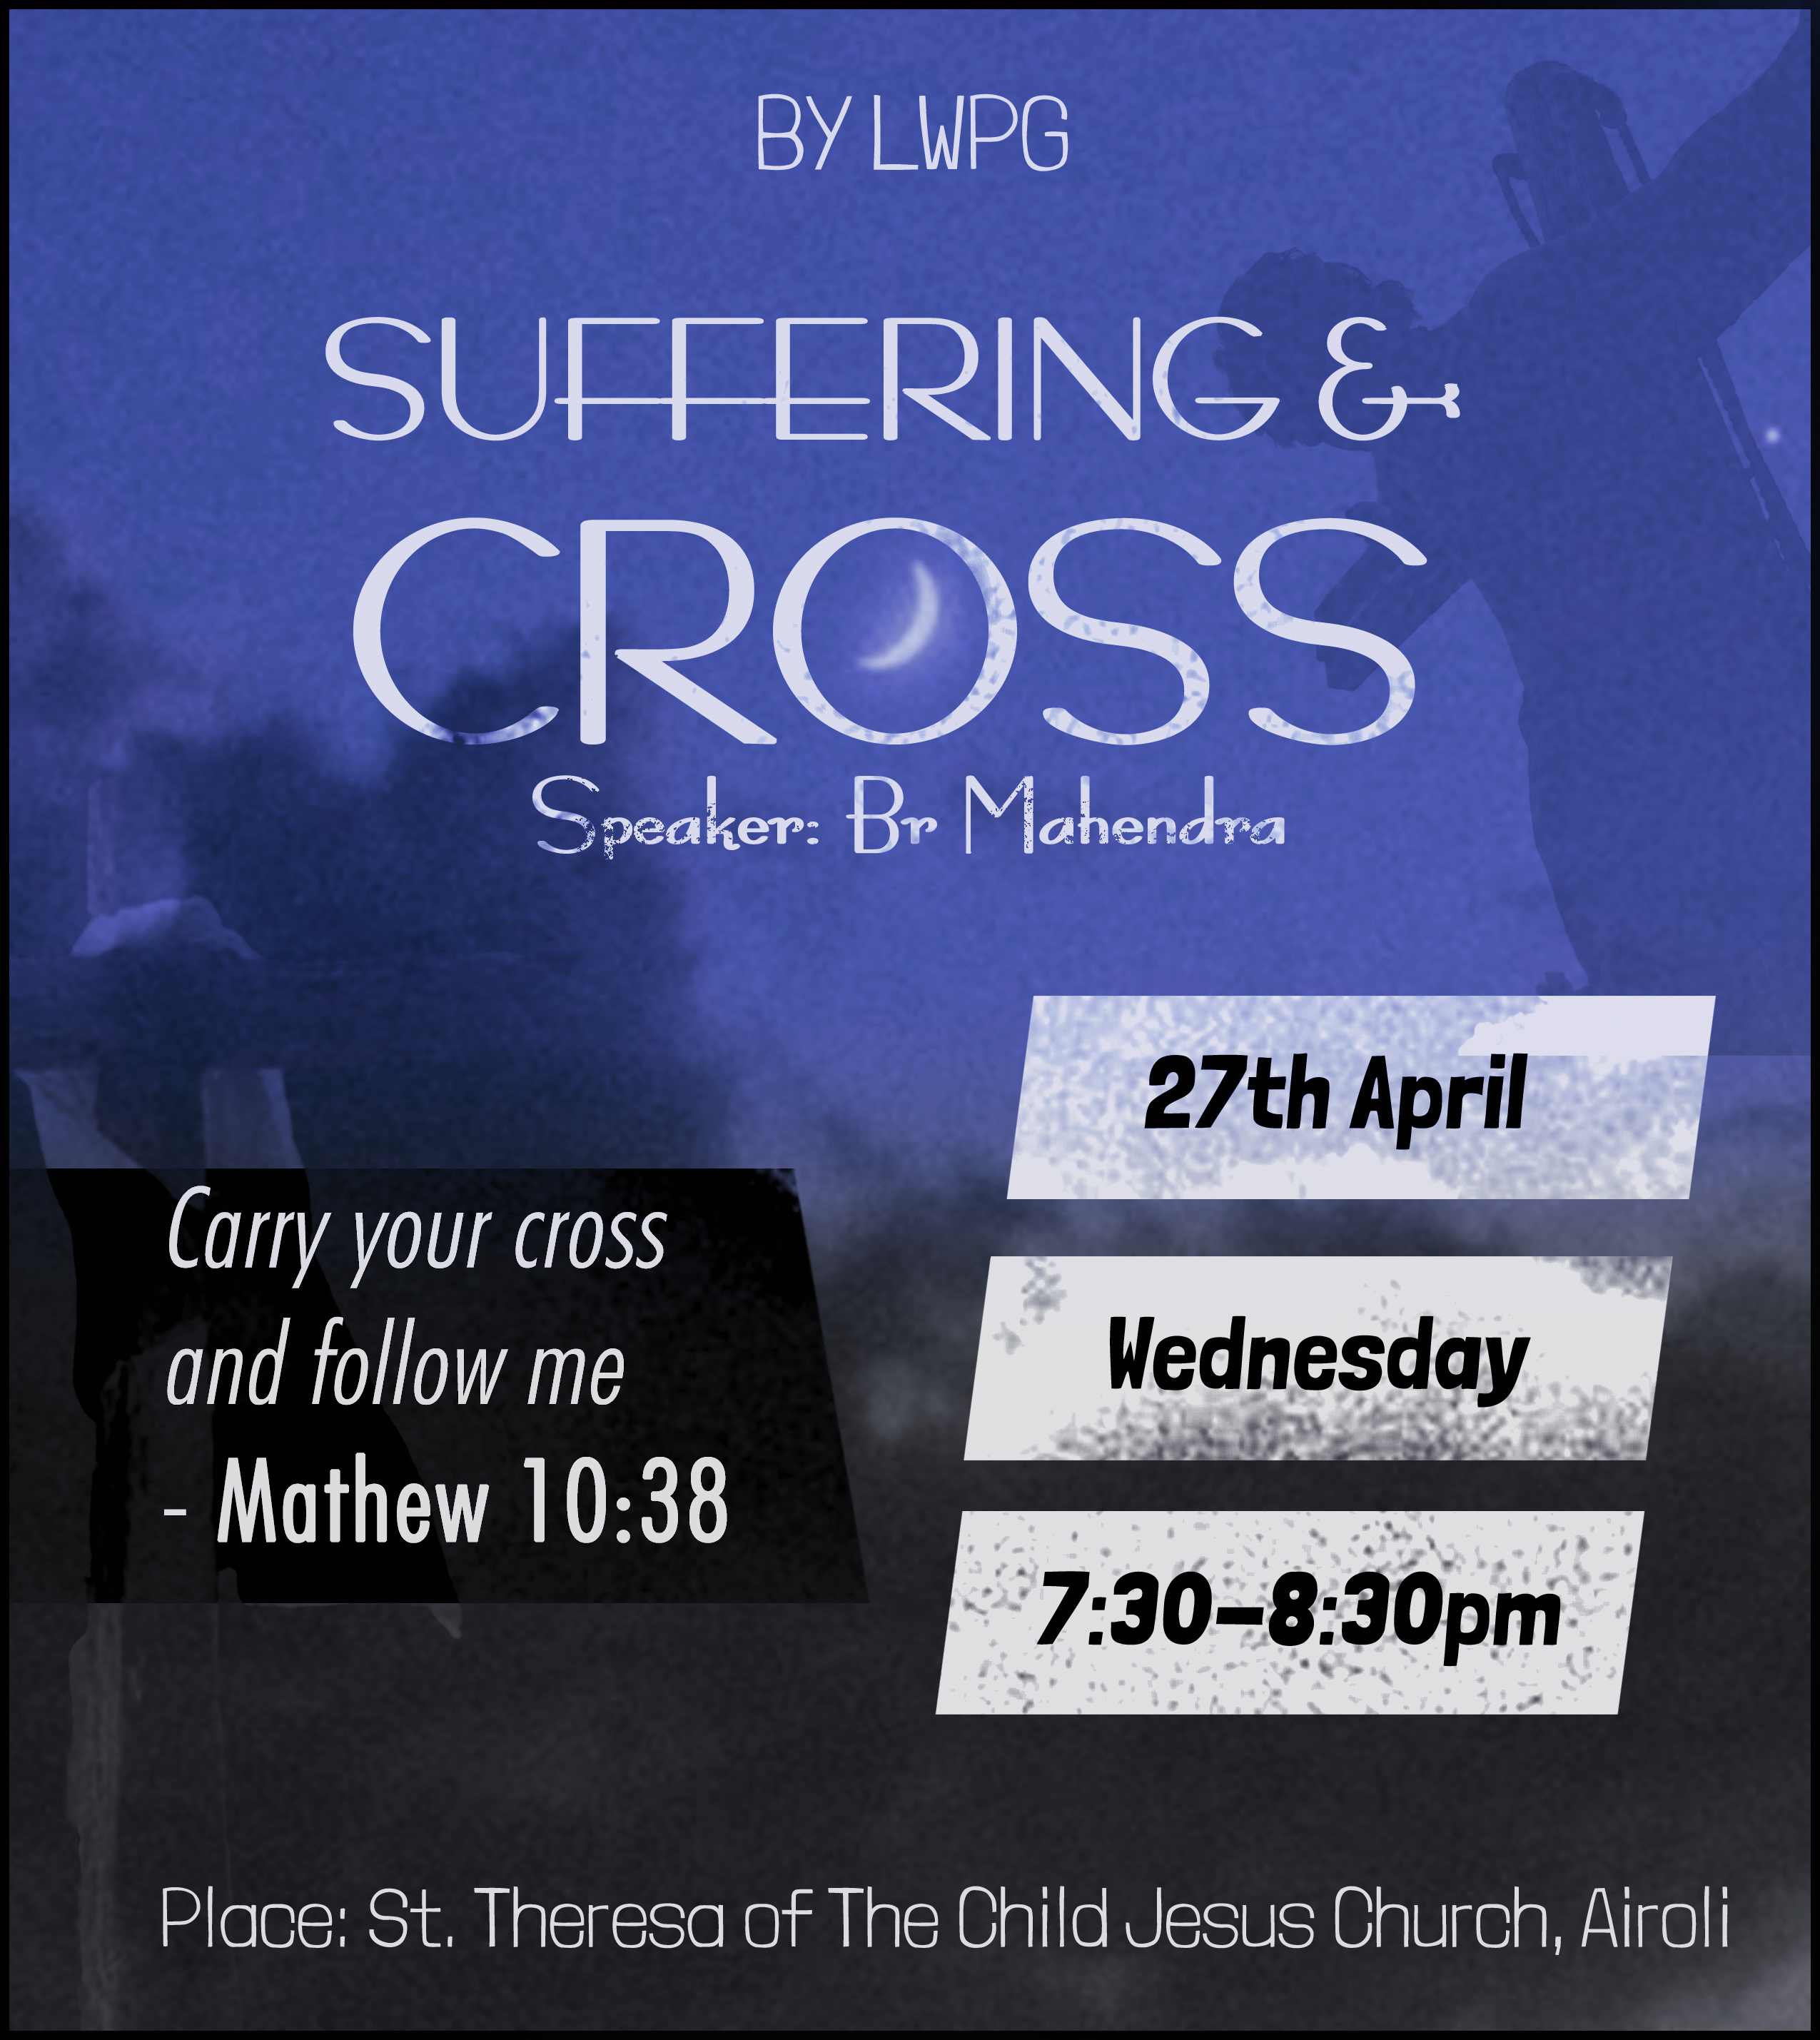 BY LWPG
SUFFERING &
CROSS
Speaker: Br Mahendra
27th April
Wednesday
7:30-8:30pm
Carry your cross
and follow me
- Mathew 10:38
Place: St. Theresa of The Child Jesus Church, Airoli